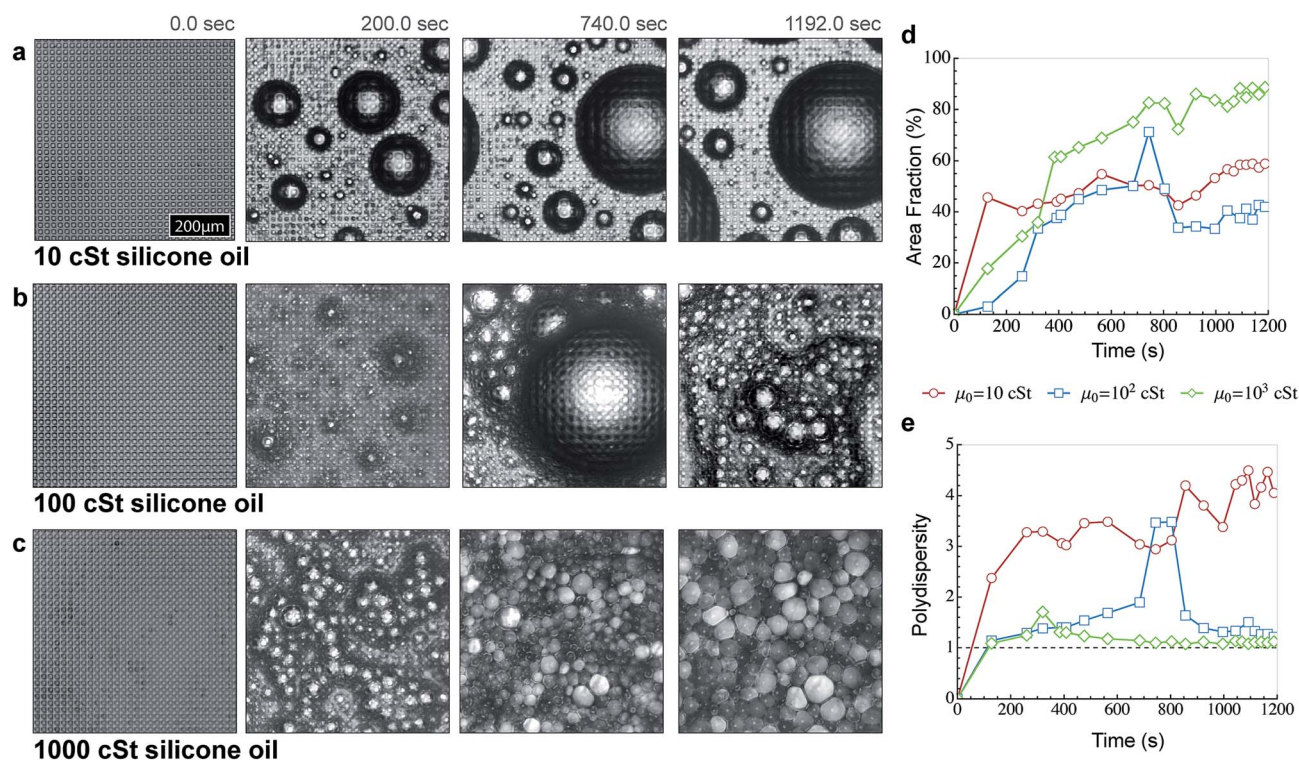 0.0 sec
200.0 sec
740.0 sec
1192.0 sec
a
200μm
10 cSt silicone oil
b
100 cSt silicone oil
c
1000 cSt silicone oil
d
Area Fraction (%)
100
80
60
40
20
0
0 200 400 600 800 1000 1200
Time (s)
μ₀=10 cSt μ₀=10² cSt μ₀=10³ cSt
e
Polydispersity
5
4
3
2
1
0
0 200 400 600 800 1000 1200
Time (s)